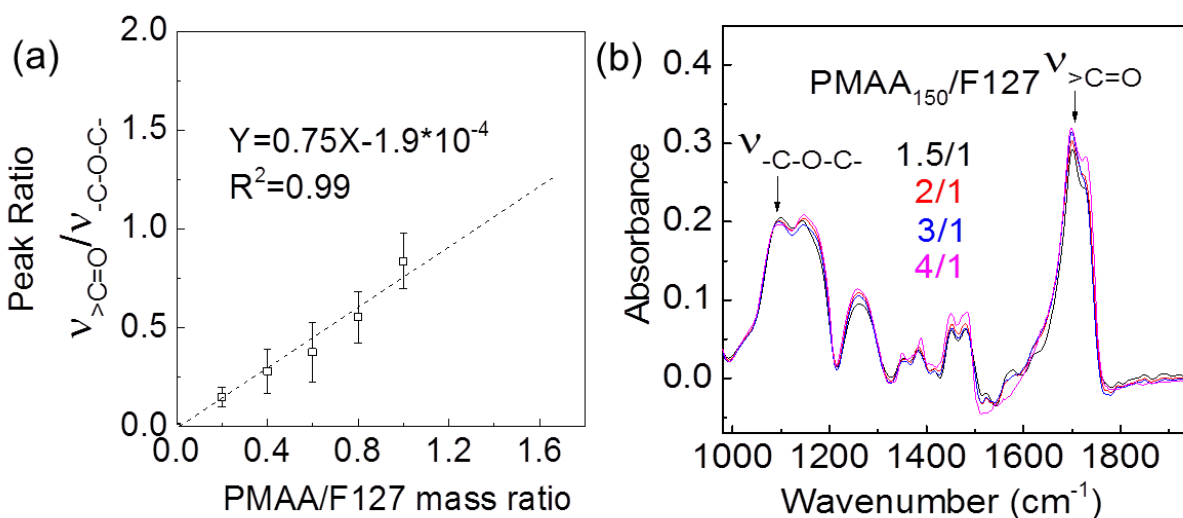 (a)
Peak Ratio
ν>C=O/ν-C-O-C-
2.0
1.5
1.0
0.5
0.0
Y=0.75X-1.9*10-4
R2=0.99
0.0 0.4 0.8 1.2 1.6
PMAA/F127 mass ratio
(b)
Absorbance
0.4
0.3
0.2
0.1
0.0
PMAA150/F127
ν>C=O
ν-C-O-C-
1.5/1
2/1
3/1
4/1
1000 1200 1400 1600 1800
Wavenumber (cm-1)